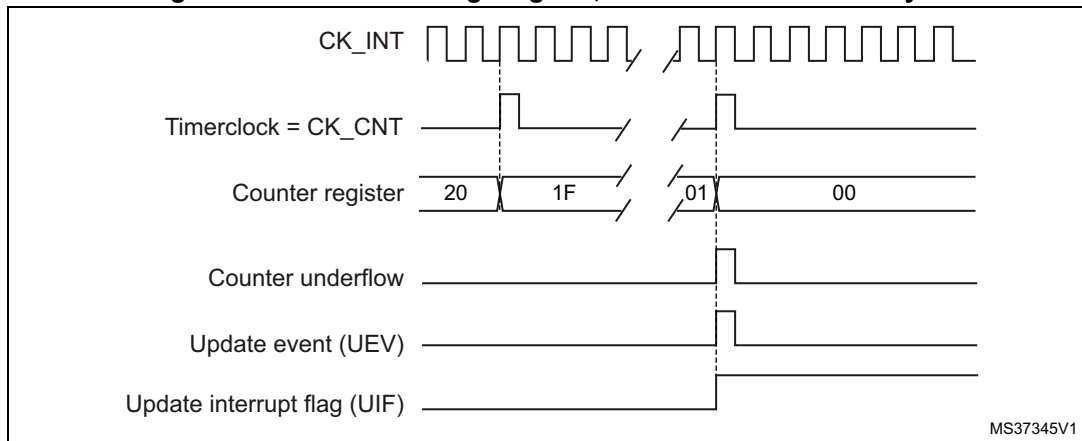 CK_INT
Timerclock = CK_CNT
Counter register 20 1F 01 00
Counter underflow
Update event (UEV)
Update interrupt flag (UIF)
MS37345V1